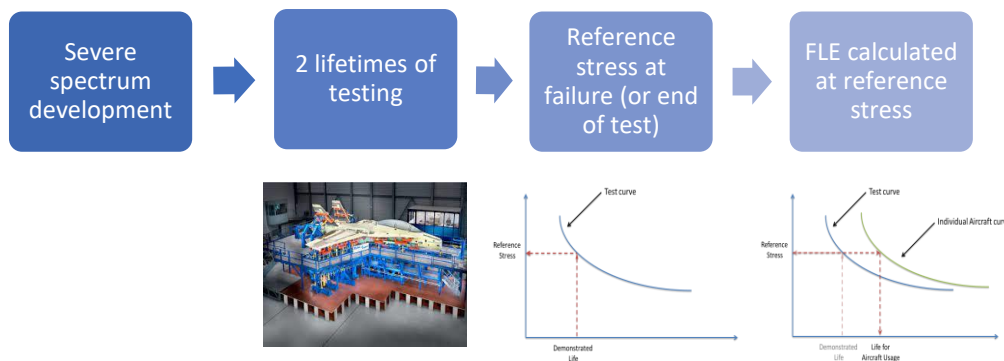 Severe
spectrum
development
2 lifetimes of
testing
Reference
stress at
failure (or end
of test)
FLE calculated
at reference
stress
Test curve
Reference
Stress
Demonstrated
Life
Test curve
Individual Aircraft curv
Reference
Stress
Demonstrated
Life
Life for
Aircraft Usage